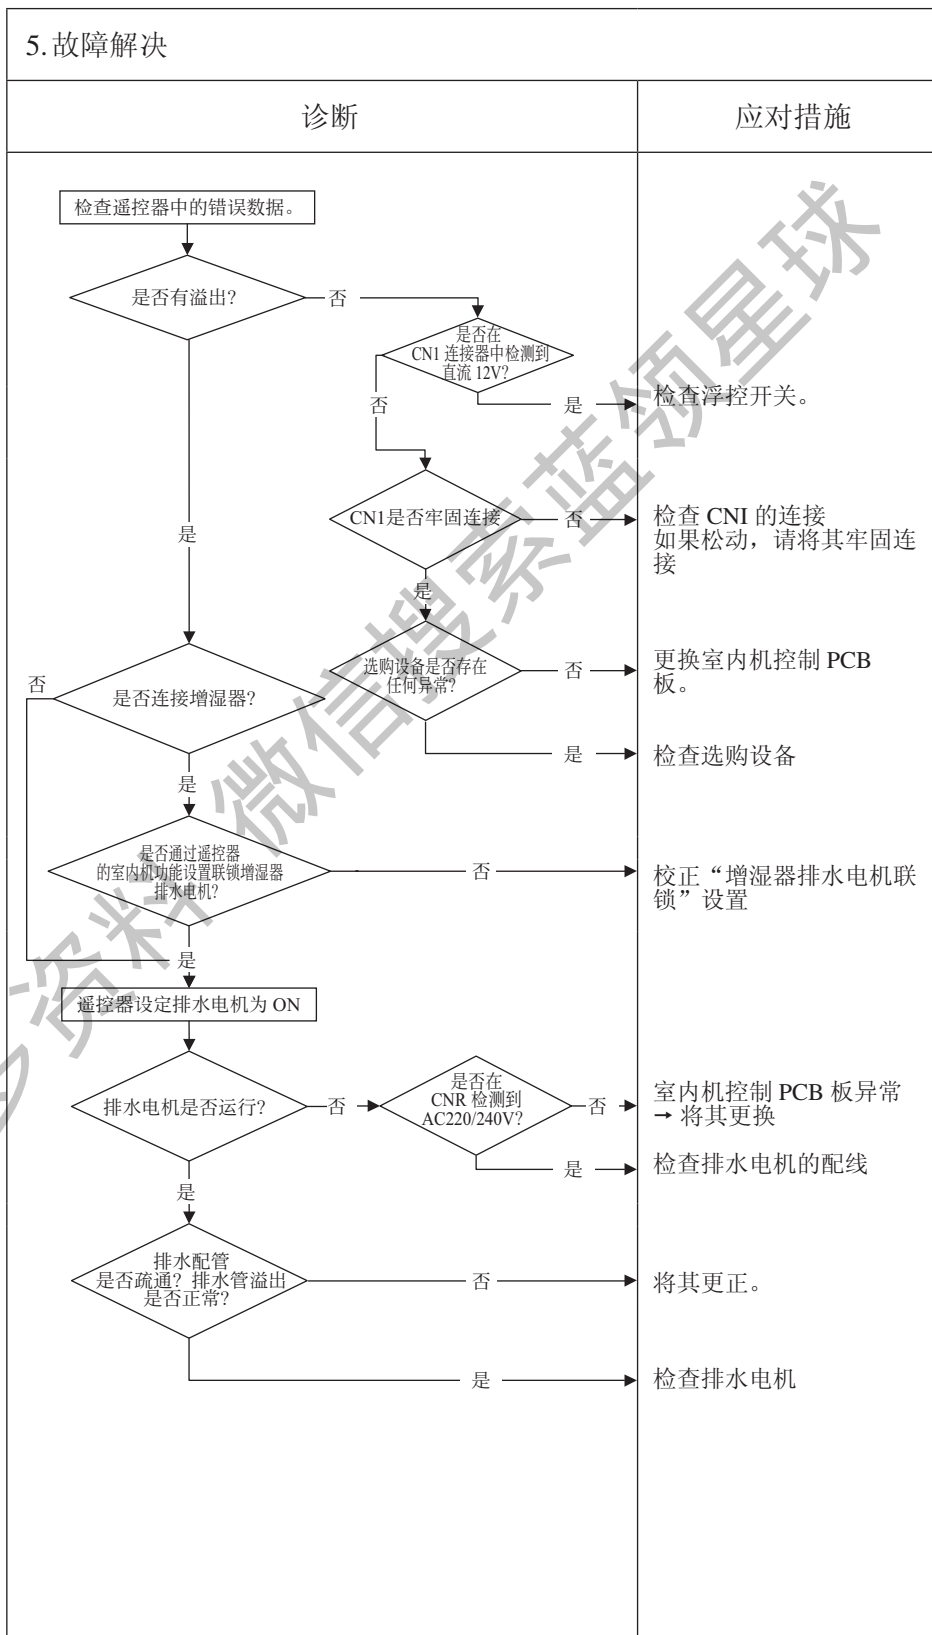 5.故障解决
诊断
应对措施
检查遥控器中的错误数据。
是否有溢出？
否
是否在
CN1 连接器中检测到
直流 12V？
是
检查浮控开关。
否
CN1是否牢固连接
否
检查 CNI 的连接
如果松动，请将其牢固连
接
是
是
选购设备是否存在
任何异常？
否
更换室内机控制 PCB
板。
是
检查选购设备
否
是否连接增湿器？
是
是否通过遥控器
的室内机功能设置联锁增湿器
排水电机？
否
校正“增湿器排水电机联
锁”设置
是
遥控器设定排水电机为 ON
排水电机是否运行？
否
是否在
CNR 检测到
AC220/240V？
否
室内机控制 PCB 板异常
→ 将其更换
是
检查排水电机的配线
是
排水配管
是否疏通？排水管溢出
是否正常？
否
将其更正。
是
检查排水电机
资料 微信搜索蓝领星球